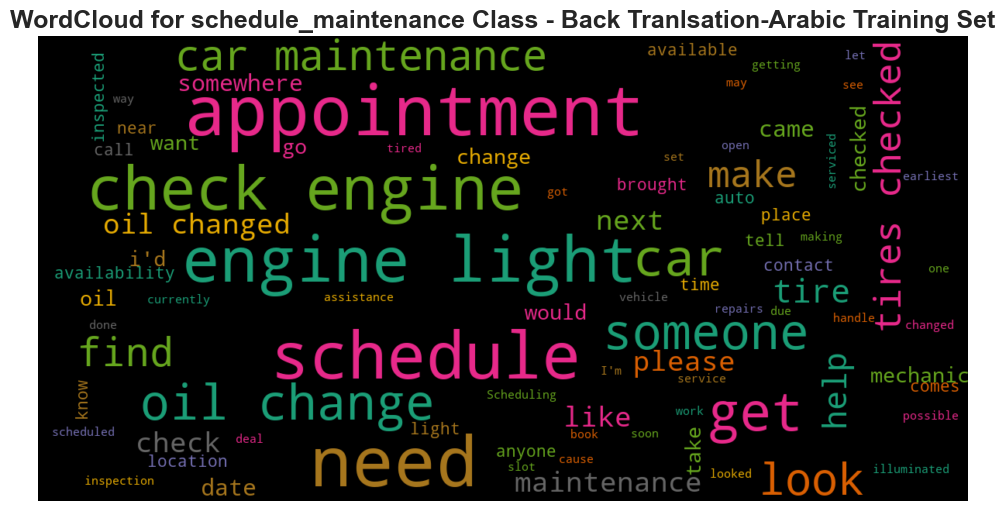 WordCloud for schedule_maintenance Class - Back Tranlsation-Arabic Training Set
car maintenance
available
getting
let
somewhere
may
see
inspected
way
appointment
tires checked
near
call
want
go
tired
change
came
checked
open
serviced
set
check engine
got
brought
make
auto
earliest
oil changed
next
place
i'd
engine light
car
tell
making
availability
contact
one
oil
currently
assistance
vehicle
time
tire
repairs
due
handle
changed
done
would
someone
find
schedule
please
I'm
service
help
mechanic
comes
know
oil change
Scheduling
like
get
work
possible
scheduled
check
deal
light
book
soon
take
location
need
anyone
slot
cause
looked
look
illuminated
inspection
date
maintenance